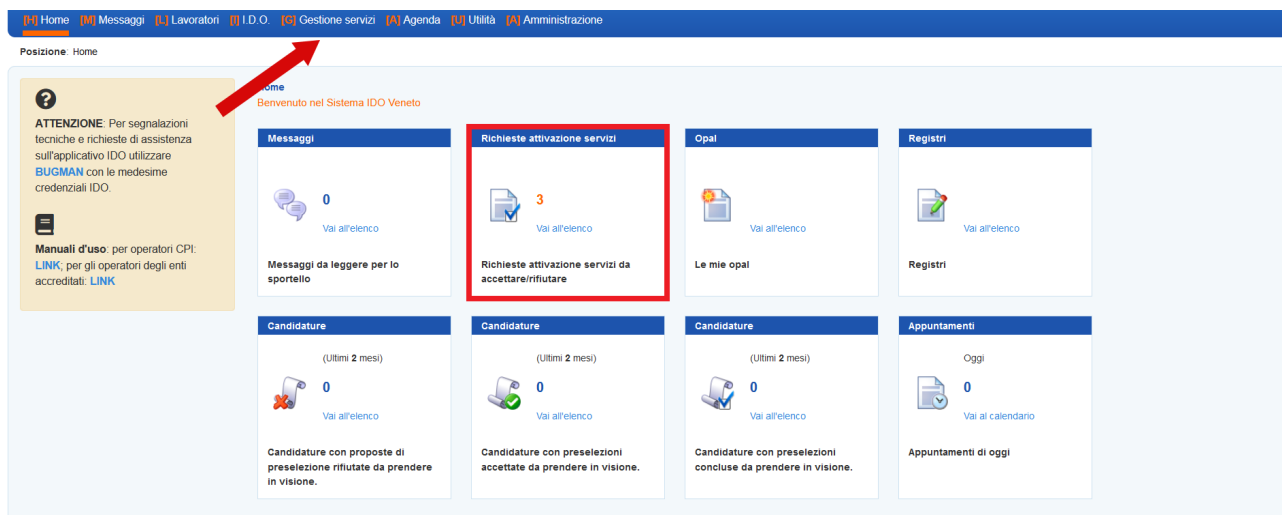 [H] Home [M] Messaggi [L] Lavoratori [I] I.D.O. [G] Gestione servizi [A] Agenda [U] Utilità [A] Amministrazione
Posizione: Home
ATTENZIONE: Per segnalazioni
tecniche e richieste di assistenza
sull'applicativo IDO utilizzare
BUGMAN con le medesime
credenziali IDO.
Manuali d'uso: per operatori CPI:
LINK; per gli operatori degli enti
accreditati: LINK
Home
Benvenuto nel Sistema IDO Veneto
Messaggi
0
Vai all'elenco
Messaggi da leggere per lo
sportello
Richieste attivazione servizi
3
Vai all'elenco
Richieste attivazione servizi da
accettare/rifiutare
Opal
Vai all'elenco
Le mie opal
Registri
Vai all'elenco
Registri
Candidature
(Ultimi 2 mesi)
0
Vai all'elenco
Candidature con proposte di
preselezione rifiutate da prendere
in visione.
Candidature
(Ultimi 2 mesi)
0
Vai all'elenco
Candidature con preselezioni
accettate da prendere in visione.
Candidature
(Ultimi 2 mesi)
0
Vai all'elenco
Candidature con preselezioni
concluse da prendere in visione.
Appuntamenti
Oggi
0
Vai al calendario
Appuntamenti di oggi